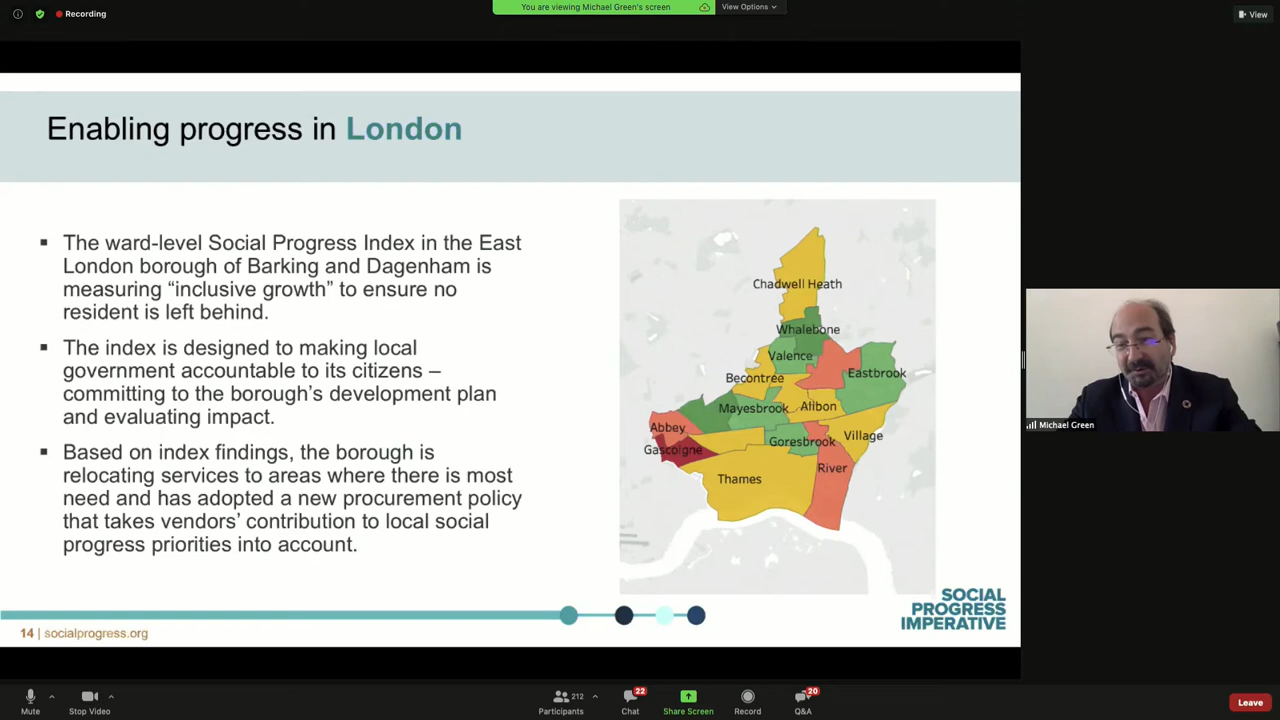 Recording
You are viewing Michael Green's screen
View Options
View
Enabling progress in London
▪ The ward-level Social Progress Index in the East
London borough of Barking and Dagenham is
measuring “inclusive growth” to ensure no
resident is left behind.
▪ The index is designed to making local
government accountable to its citizens –
committing to the borough’s development plan
and evaluating impact.
▪ Based on index findings, the borough is
relocating services to areas where there is most
need and has adopted a new procurement policy
that takes vendors’ contribution to local social
progress priorities into account.
Chadwell Heath
Whalebone
Valence
Eastbrook
Becontree
Mayesbrook
Alibon
Abbey
Goresbrook
Village
Gascoigne
River
Thames
SOCIAL
PROGRESS
IMPERATIVE
14 | socialprogress.org
Michael Green
Mute
Stop Video
Participants
212
Chat
22
Share Screen
Record
Q&A
20
Leave